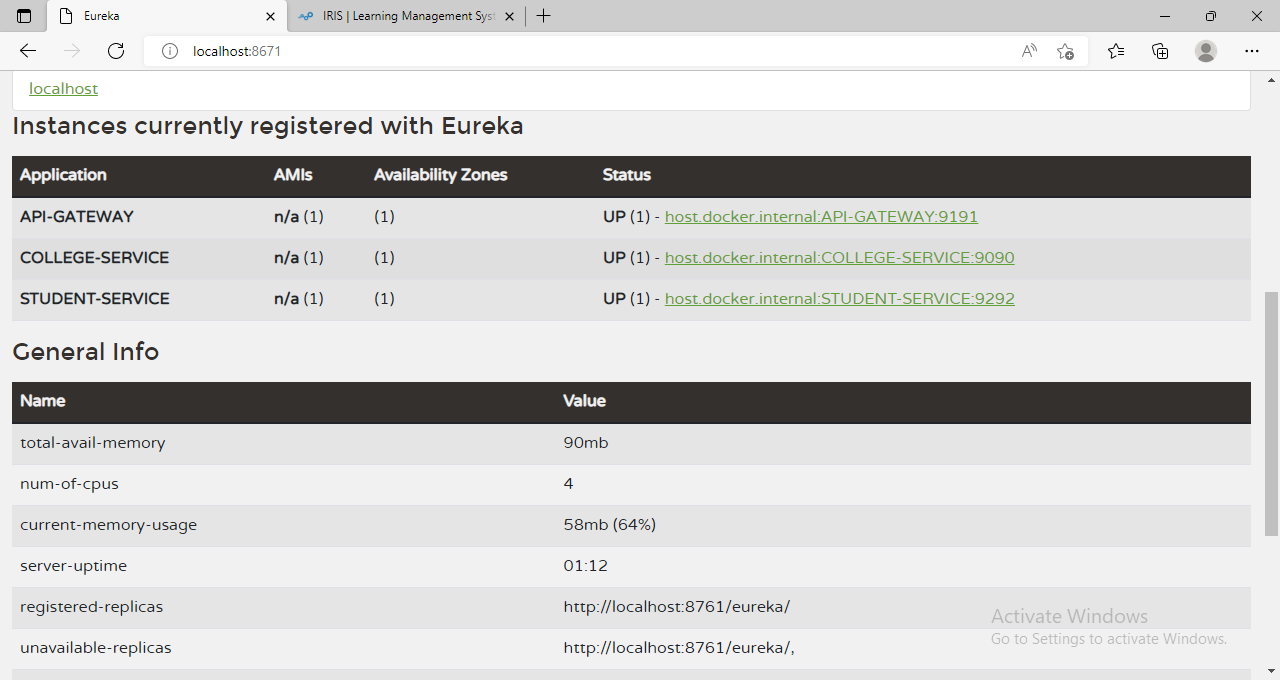 Eureka
IRIS | Learning Management Syst
localhost:8671
localhost
Instances currently registered with Eureka
Application AMIs Availability Zones Status
API-GATEWAY n/a (1) (1) UP (1) - host.docker.internal:API-GATEWAY:9191
COLLEGE-SERVICE n/a (1) (1) UP (1) - host.docker.internal:COLLEGE-SERVICE:9090
STUDENT-SERVICE n/a (1) (1) UP (1) - host.docker.internal:STUDENT-SERVICE:9292
General Info
Name Value
total-avail-memory 90mb
num-of-cpus 4
current-memory-usage 58mb (64%)
server-uptime 01:12
registered-replicas http://localhost:8761/eureka/
unavailable-replicas http://localhost:8761/eureka/,
Activate Windows
Go to Settings to activate Windows.